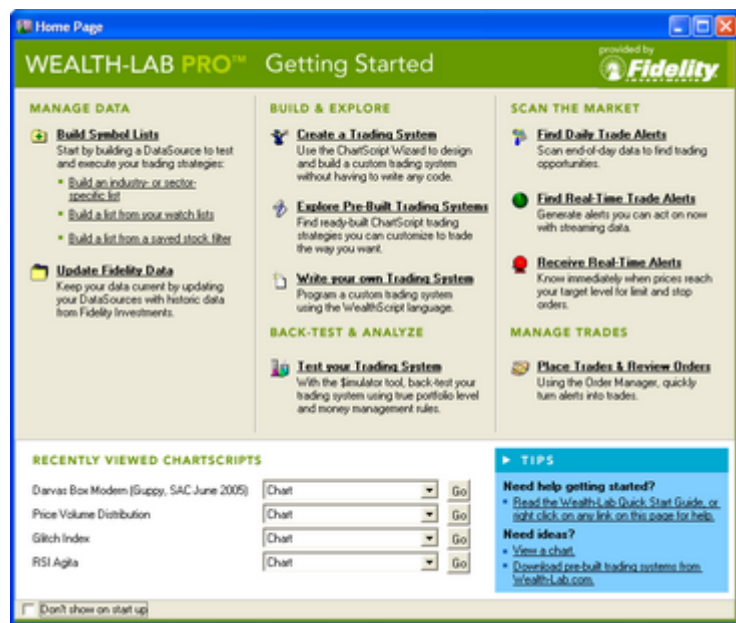 Home Page
WEALTH-LAB PRO™ Getting Started
provided by
Fidelity
INVESTMENTS
MANAGE DATA
Build Symbol Lists
Start by building a DataSource to test
and execute your trading strategies:
Build an industry- or sector-
specific list
Build a list from your watch lists
Build a list from a saved stock filter
Update Fidelity Data
Keep your data current by updating
your DataSources with historic data
from Fidelity Investments.
BUILD & EXPLORE
Create a Trading System
Use the ChartScript Wizard to design
and build a custom trading system
without having to write any code.
Explore Pre-Built Trading Systems
Find ready-built ChartScript trading
strategies you can customize to trade
the way you want.
Write your own Trading System
Program a custom trading system
using the WealthScript language.
BACK-TEST & ANALYZE
Test your Trading System
With the $imulator tool, back-test your
trading system using true portfolio level
and money management rules.
SCAN THE MARKET
Find Daily Trade Alerts
Scan end-of-day data to find trading
opportunities.
Find Real-Time Trade Alerts
Generate alerts you can act on now
with streaming data.
Receive Real-Time Alerts
Know immediately when prices reach
your target level for limit and stop
orders.
MANAGE TRADES
Place Trades & Review Orders
Using the Order Manager, quickly
turn alerts into trades.
RECENTLY VIEWED CHARTSCRIPTS
Darvas Box Modern (Guppy, SAC June 2005) Chart Go
Price Volume Distribution Chart Go
Glitch Index Chart Go
RSI Agita Chart Go
TIPS
Need help getting started?
Read the Wealth-Lab Quick Start Guide, or
right click on any link on this page for help.
Need ideas?
View a chart.
Download pre-built trading systems from
Wealth-Lab.com.
Don't show on start up